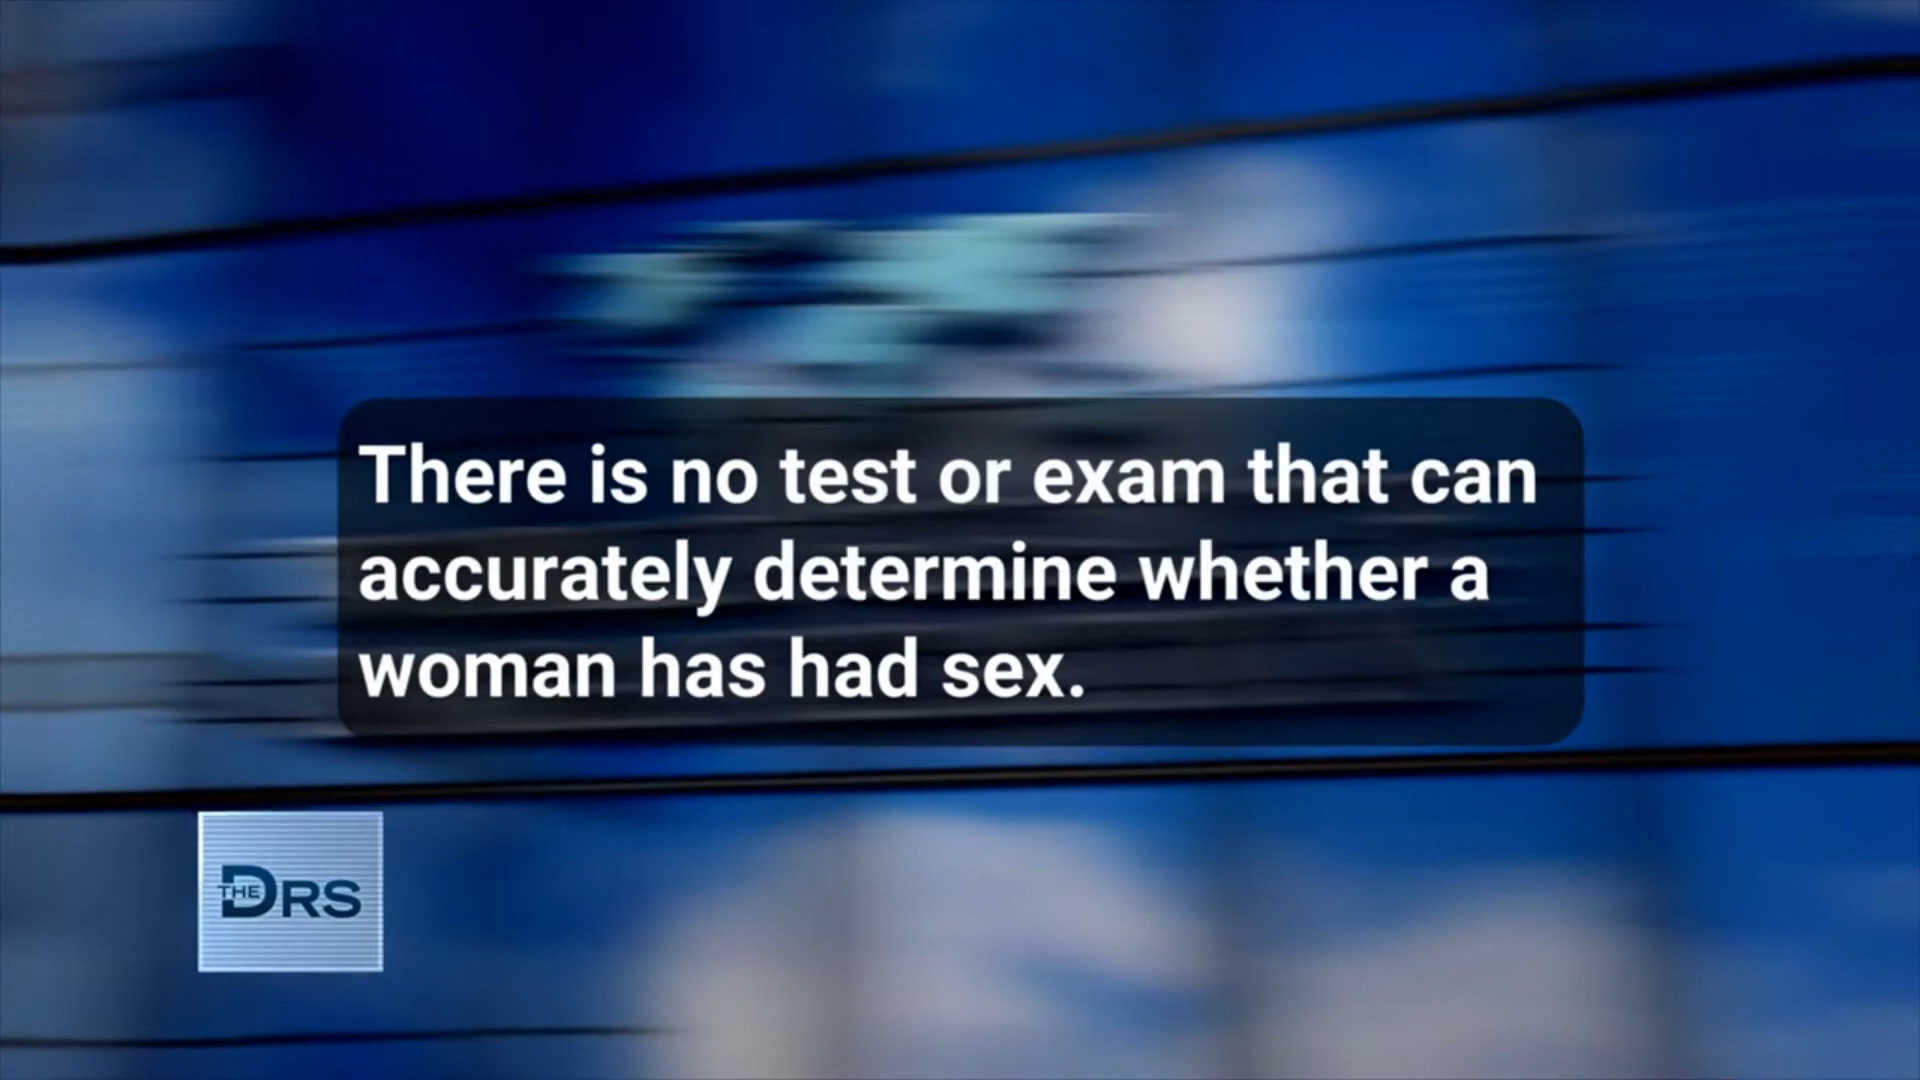 There is no test or exam that can
accurately determine whether a
woman has had sex.
THE DRS